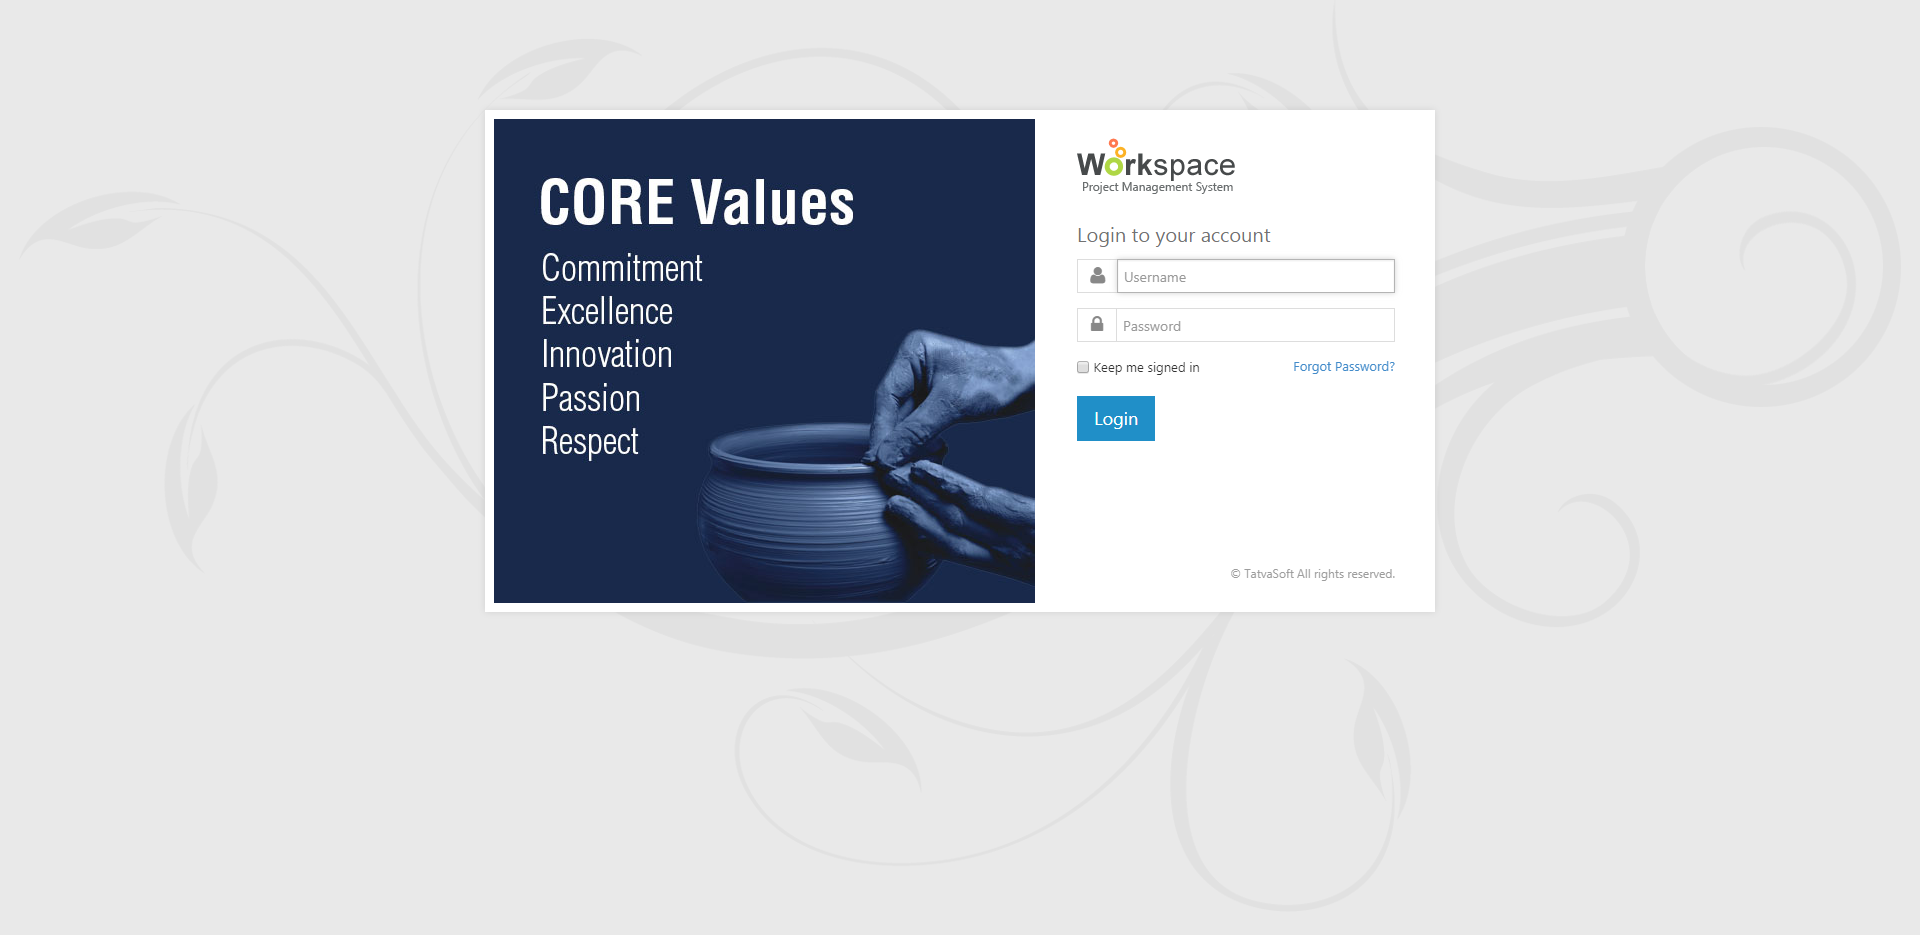 CORE Values
Commitment
Excellence
Innovation
Passion
Respect
Workspace
Project Management System
Login to your account
Username
Password
Keep me signed in
Forgot Password?
Login
© TatvaSoft All rights reserved.